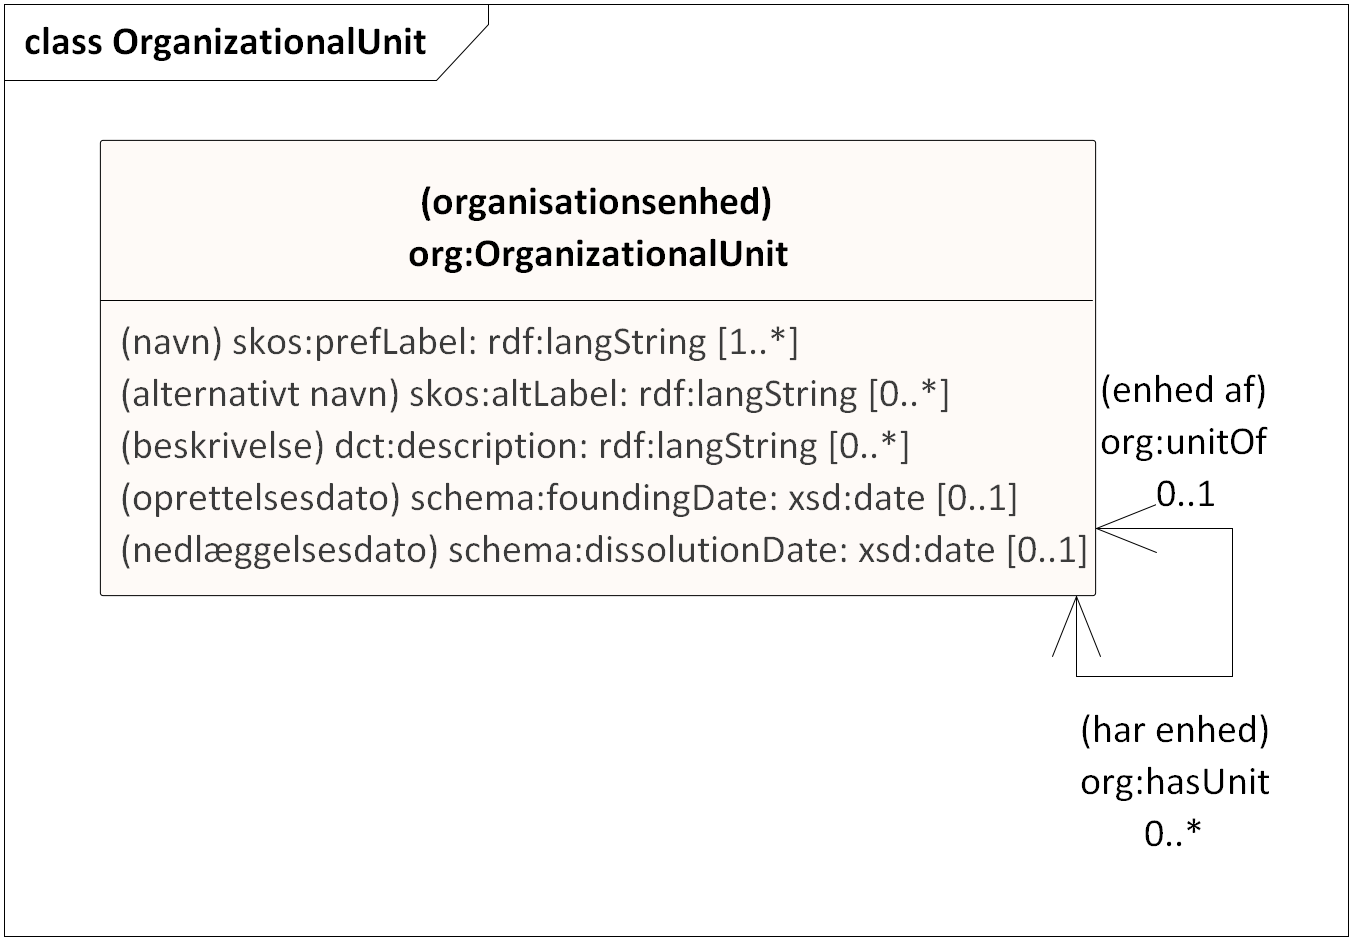 class OrganizationalUnit
(organisationsenhed)
org:OrganizationalUnit
(navn) skos:prefLabel: rdf:langString [1..*]
(alternativt navn) skos:altLabel: rdf:langString [0..*]
(beskrivelse) dct:description: rdf:langString [0..*]
(oprettelsesdato) schema:foundingDate: xsd:date [0..1]
(nedlæggelsesdato) schema:dissolutionDate: xsd:date [0..1]
(enhed af)
org:unitOf
0..1
(har enhed)
org:hasUnit
0..*